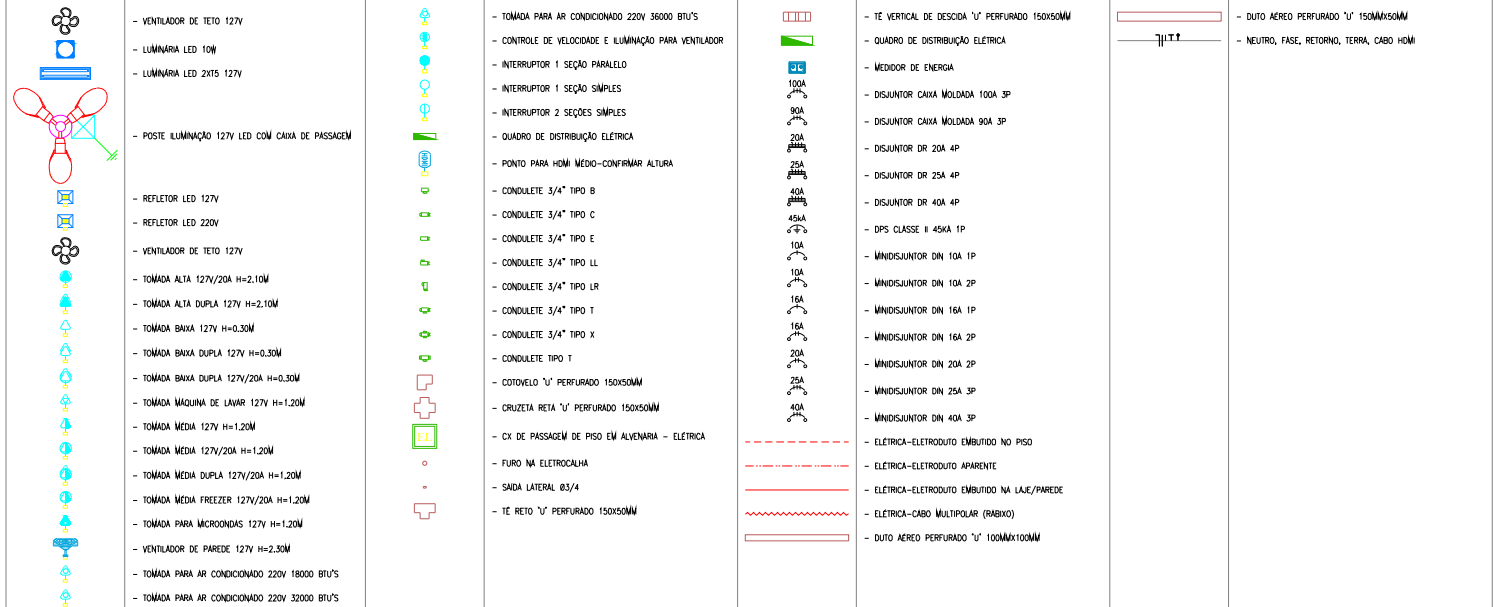 - VENTILADOR DE TETO 127V
- LUMINÁRIA LED 10W
- LUMINÁRIA LED 2XT5 127V
- POSTE ILUMINAÇÃO 127V LED COM CAIXA DE PASSAGEM
- REFLETOR LED 127V
- REFLETOR LED 220V
- VENTILADOR DE TETO 127V
- TOMADA ALTA 127V/20A H=2,10M
- TOMADA ALTA DUPLA 127V H=2,10M
- TOMADA BAIXA 127V H=0.30M
- TOMADA BAIXA DUPLA 127V H=0,30M
- TOMADA BAIXA DUPLA 127V/20A H=0.30M
- TOMADA MÁQUINA DE LAVAR 127V H=1.20M
- TOMADA MÉDIA 127V H=1,20M
- TOMADA MÉDIA 127V/20A H=1.20M
- TOMADA MÉDIA DUPLA 127V/20A H=1.20M
- TOMADA MÉDIA FREEZER 127V/20A H=1,20M
- TOMADA PARA MICROONDAS 127V H=1.20M
- VENTILADOR DE PAREDE 127V H=2.30M
- TOMADA PARA AR CONDICIONADO 220V 18000 BTU'S
- TOMADA PARA AR CONDICIONADO 220V 32000 BTU'S
- TOMADA PARA AR CONDICIONADO 220V 36000 BTU'S
- CONTROLE DE VELOCIDADE E ILUMINAÇÃO PARA VENTILADOR
- INTERRUPTOR 1 SEÇÃO PARALELO
- INTERRUPTOR 1 SEÇÃO SIMPLES
- INTERRUPTOR 2 SEÇÕES SIMPLES
- QUADRO DE DISTRIBUIÇÃO ELÉTRICA
HDMI - PONTO PARA HDMI MÉDIO-CONFIRMAR ALTURA
- CONDULETE 3/4" TIPO B
- CONDULETE 3/4" TIPO C
- CONDULETE 3/4" TIPO E
- CONDULETE 3/4" TIPO LL
- CONDULETE 3/4" TIPO LR
- CONDULETE 3/4" TIPO T
- CONDULETE 3/4" TIPO X
- CONDULETE TIPO T
- COTOVELO "U" PERFURADO 150X50MM
- CRUZETA RETA "U" PERFURADO 150X50MM
- CX DE PASSAGEM DE PISO EM ALVENARIA - ELÉTRICA
- FURO NA ELETROCALHA
- SAÍDA LATERAL Ø3/4
- TÊ RETO "U" PERFURADO 150X50MM
- TÊ VERTICAL DE DESCIDA "U" PERFURADO 150X50MM
- QUADRO DE DISTRIBUIÇÃO ELÉTRICA
- MEDIDOR DE ENERGIA
100A - DISJUNTOR CAIXA MOLDADA 100A 3P
90A - DISJUNTOR CAIXA MOLDADA 90A 3P
20A - DISJUNTOR DR 20A 4P
25A - DISJUNTOR DR 25A 4P
40A - DISJUNTOR DR 40A 4P
45kA - DPS CLASSE II 45KA 1P
10A - MINIDISJUNTOR DIN 10A 1P
10A - MINIDISJUNTOR DIN 10A 2P
16A - MINIDISJUNTOR DIN 16A 1P
16A - MINIDISJUNTOR DIN 16A 2P
20A - MINIDISJUNTOR DIN 20A 2P
25A - MINIDISJUNTOR DIN 25A 3P
40A - MINIDISJUNTOR DIN 40A 3P
- ELÉTRICA-ELETRODUTO EMBUTIDO NO PISO
- ELÉTRICA-ELETRODUTO APARENTE
- ELÉTRICA-ELETRODUTO EMBUTIDO NA LAJE/PAREDE
- ELÉTRICA-CABO MULTIPOLAR (RABIXO)
- DUTO AÉREO PERFURADO "U" 100MMX100MM
- DUTO AÉREO PERFURADO "U" 150MMX50MM
- NEUTRO, FASE, RETORNO, TERRA, CABO HDMI